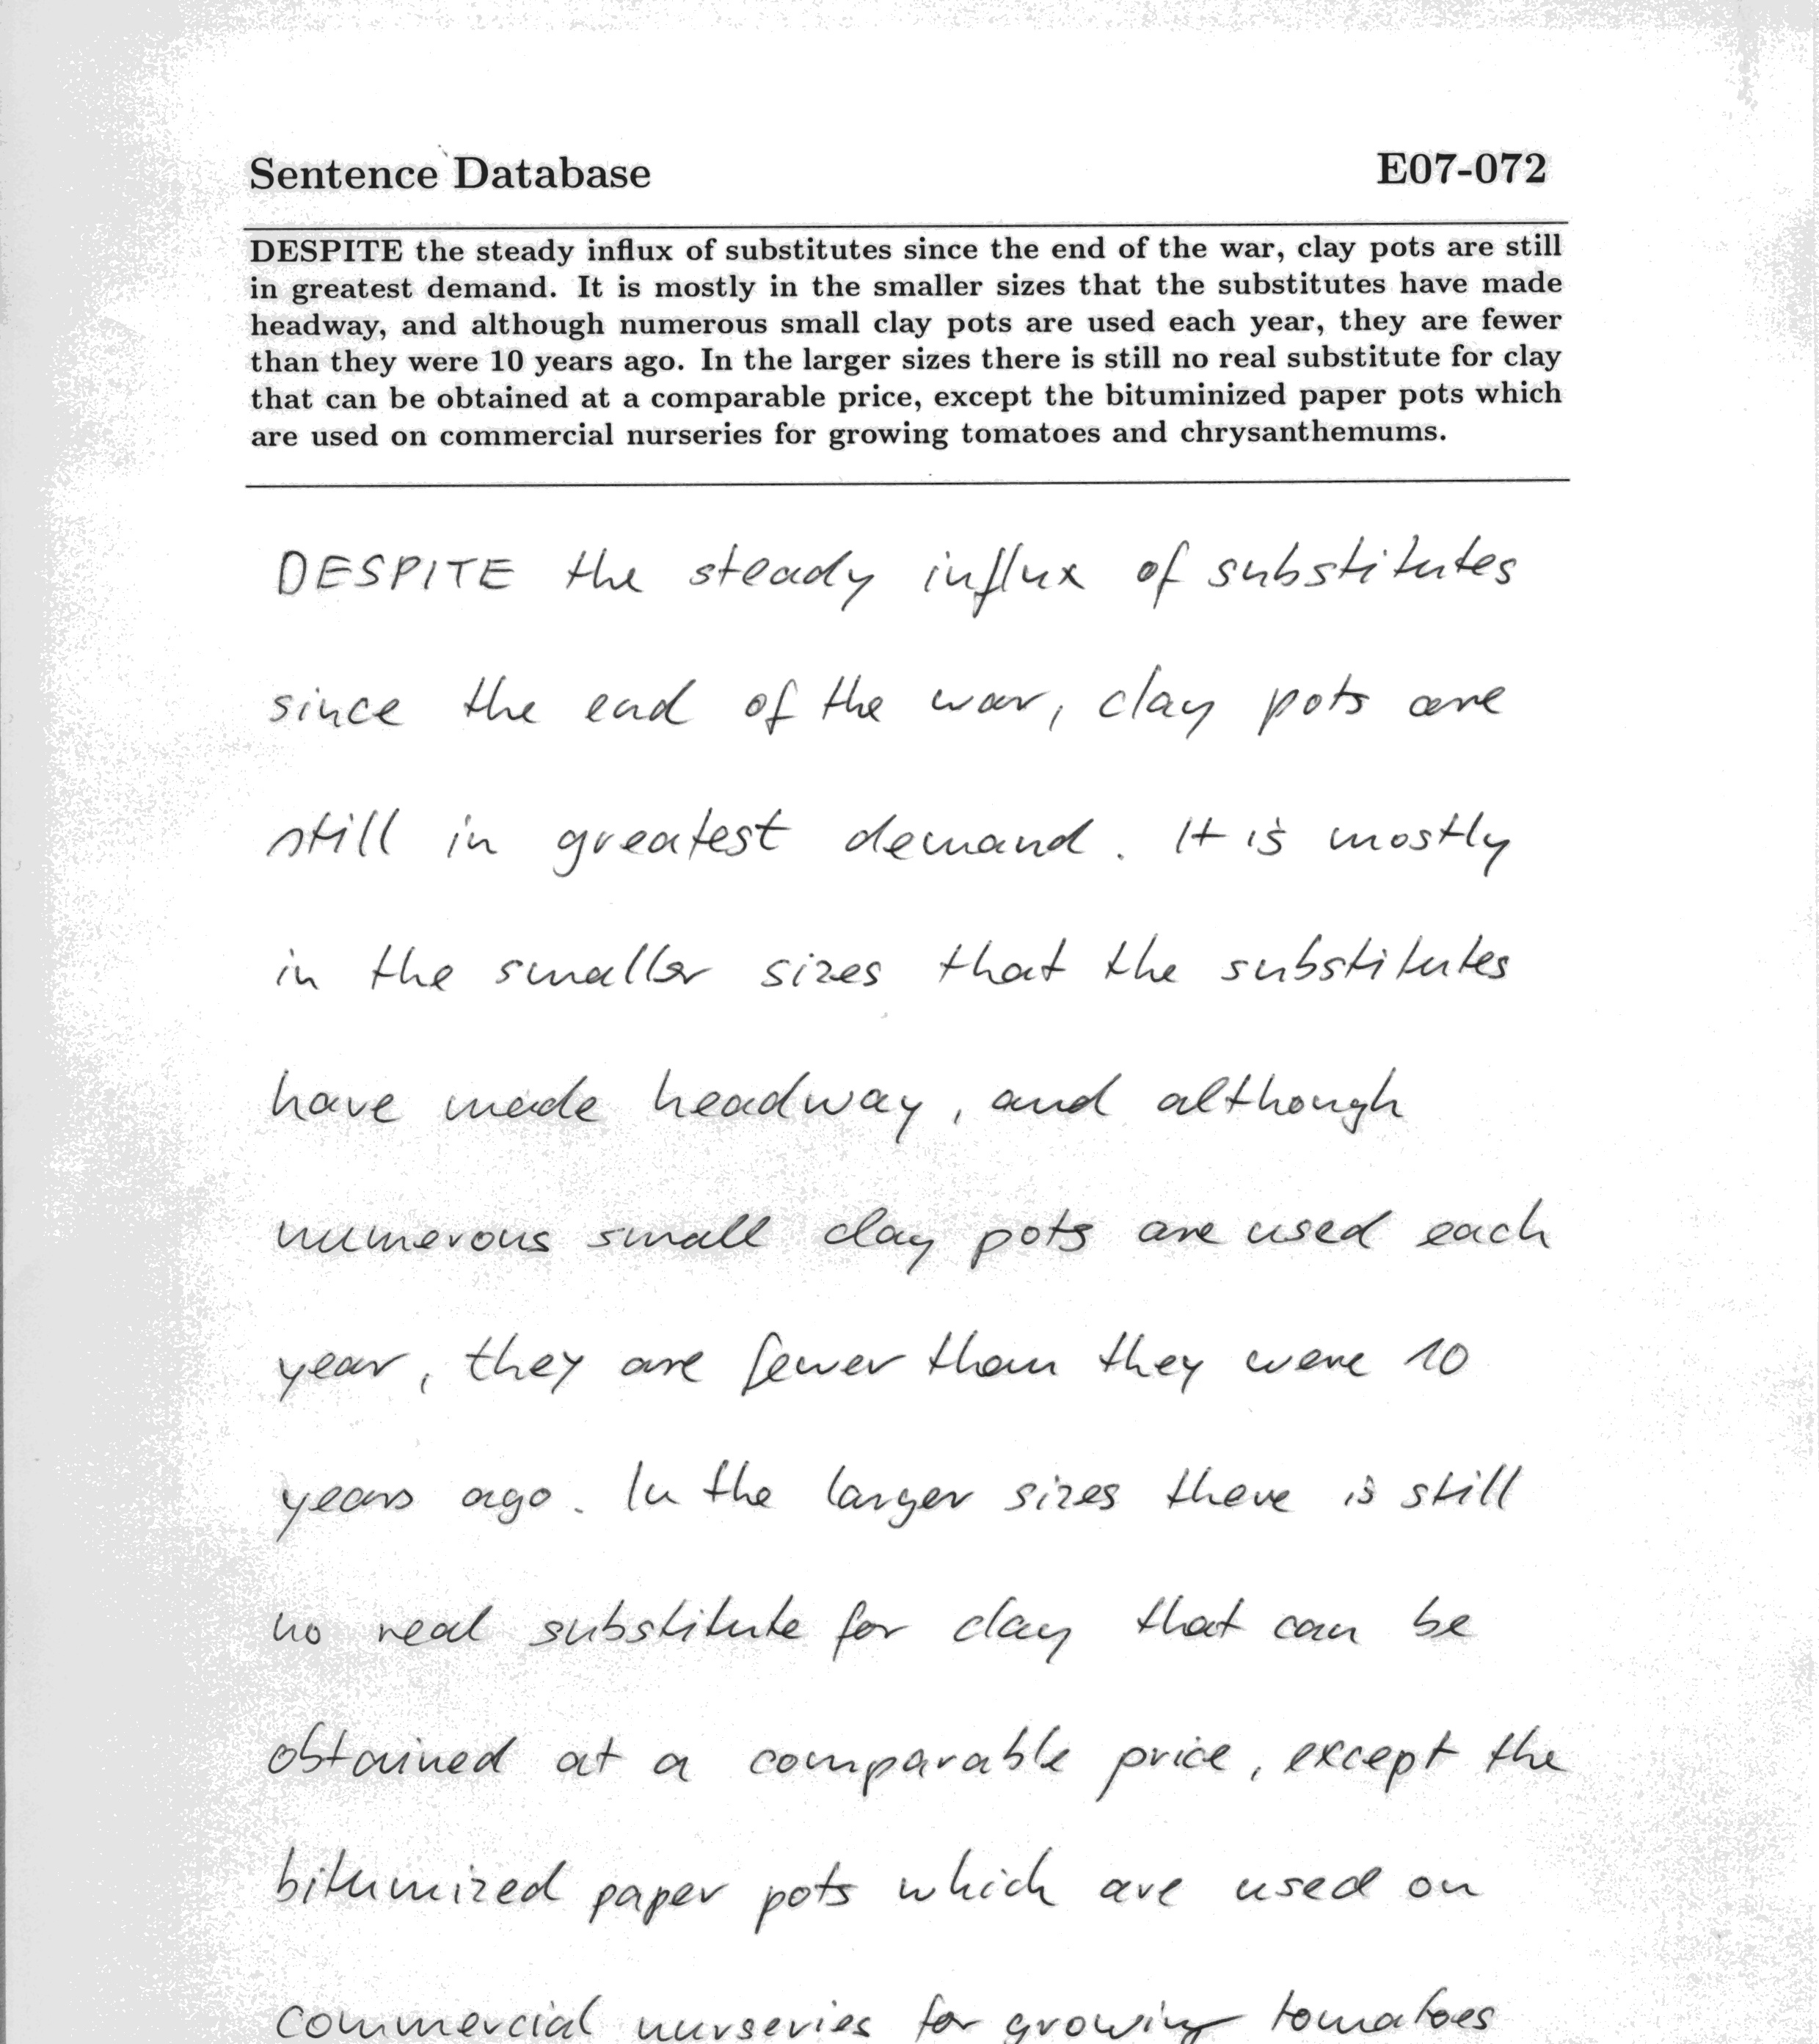 Sentence Database E07-072
DESPITE the steady influx of substitutes since the end of the war, clay pots are still
in greatest demand. It is mostly in the smaller sizes that the substitutes have made
headway, and although numerous small clay pots are used each year, they are fewer
than they were 10 years ago. In the larger sizes there is still no real substitute for clay
that can be obtained at a comparable price, except the bituminized paper pots which
are used on commercial nurseries for growing tomatoes and chrysanthemums.
DESPITE the steady influx of substitutes
since the end of the war, clay pots are
still in greatest demand. It is mostly
in the smaller sizes that the substitutes
have made headway, and although
numerous small clay pots are used each
year, they are fewer than they were 10
years ago. In the larger sizes there is still
no real substitute for clay that can be
obtained at a comparable price, except the
bitumized paper pots which are used on
commercial nurseries for growing tomatoes